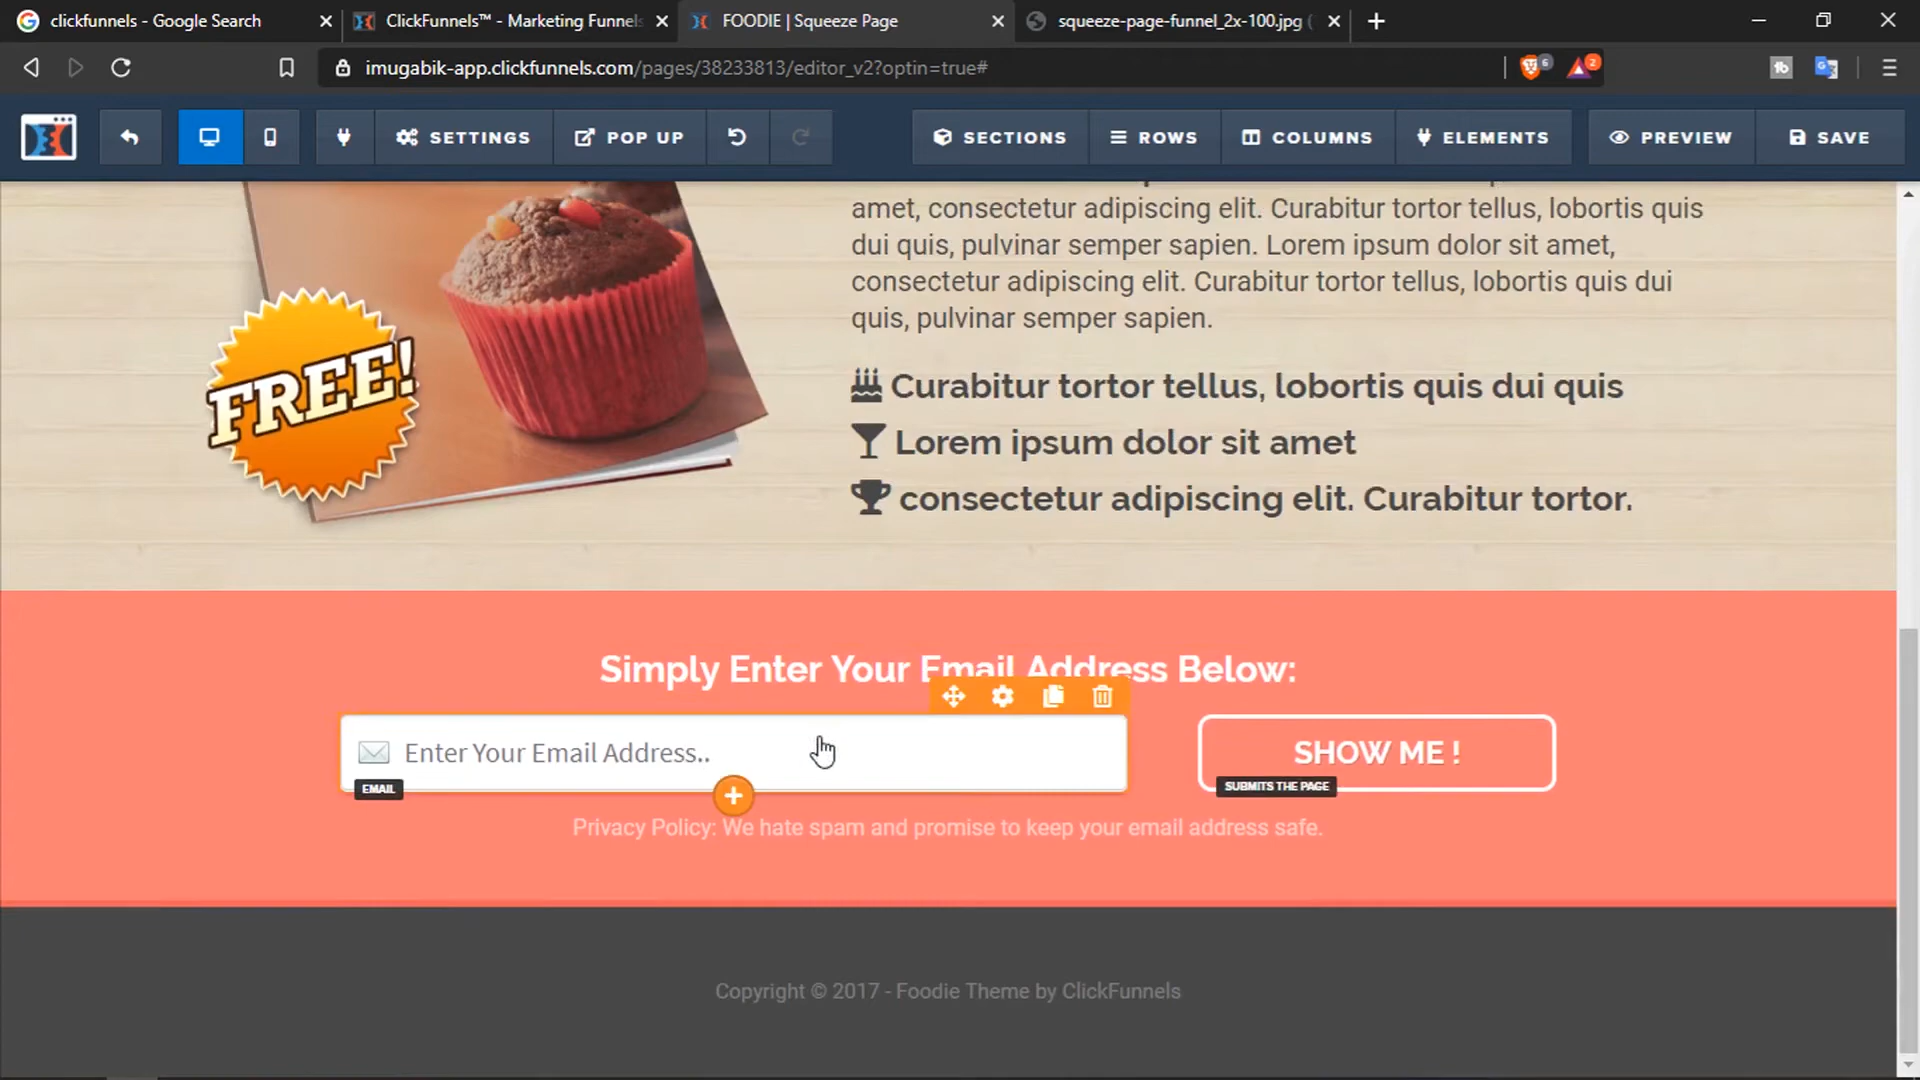 clickfunnels - Google Search
ClickFunnels™ - Marketing Funnels
FOODIE | Squeeze Page
squeeze-page-funnel_2x-100.jpg (
imugabik-app.clickfunnels.com/pages/38233813/editor_v2?optin=true#
6
2
SETTINGS
POP UP
SECTIONS
ROWS
COLUMNS
ELEMENTS
PREVIEW
SAVE
amet, consectetur adipiscing elit. Curabitur tortor tellus, lobortis quis
dui quis, pulvinar semper sapien. Lorem ipsum dolor sit amet,
consectetur adipiscing elit. Curabitur tortor tellus, lobortis quis dui
quis, pulvinar semper sapien.
FREE!
Curabitur tortor tellus, lobortis quis dui quis
Lorem ipsum dolor sit amet
consectetur adipiscing elit. Curabitur tortor.
Simply Enter Your Email Address Below:
Enter Your Email Address..
EMAIL
SHOW ME !
SUBMITS THE PAGE
Privacy Policy: We hate spam and promise to keep your email address safe.
Copyright © 2017 - Foodie Theme by ClickFunnels